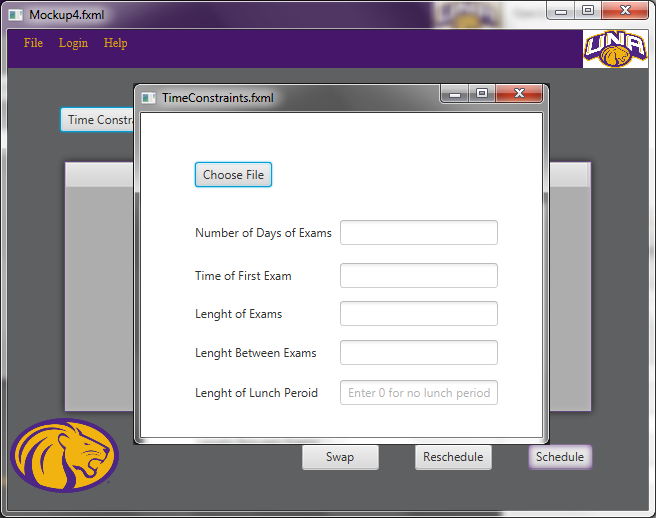 Mockup4.fxml
File Login Help
UNA
Time Constra
TimeConstraints.fxml
Choose File
Number of Days of Exams
Time of First Exam
Lenght of Exams
Lenght Between Exams
Lenght of Lunch Peroid
Enter 0 for no lunch period
Swap
Reschedule
Schedule